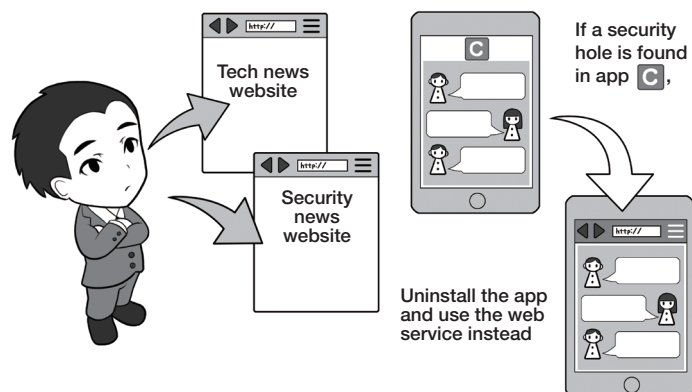 http://
Tech news
website
http://
Security
news
website
C
If a security
hole is found
in app C,
http://
Uninstall the app
and use the web
service instead